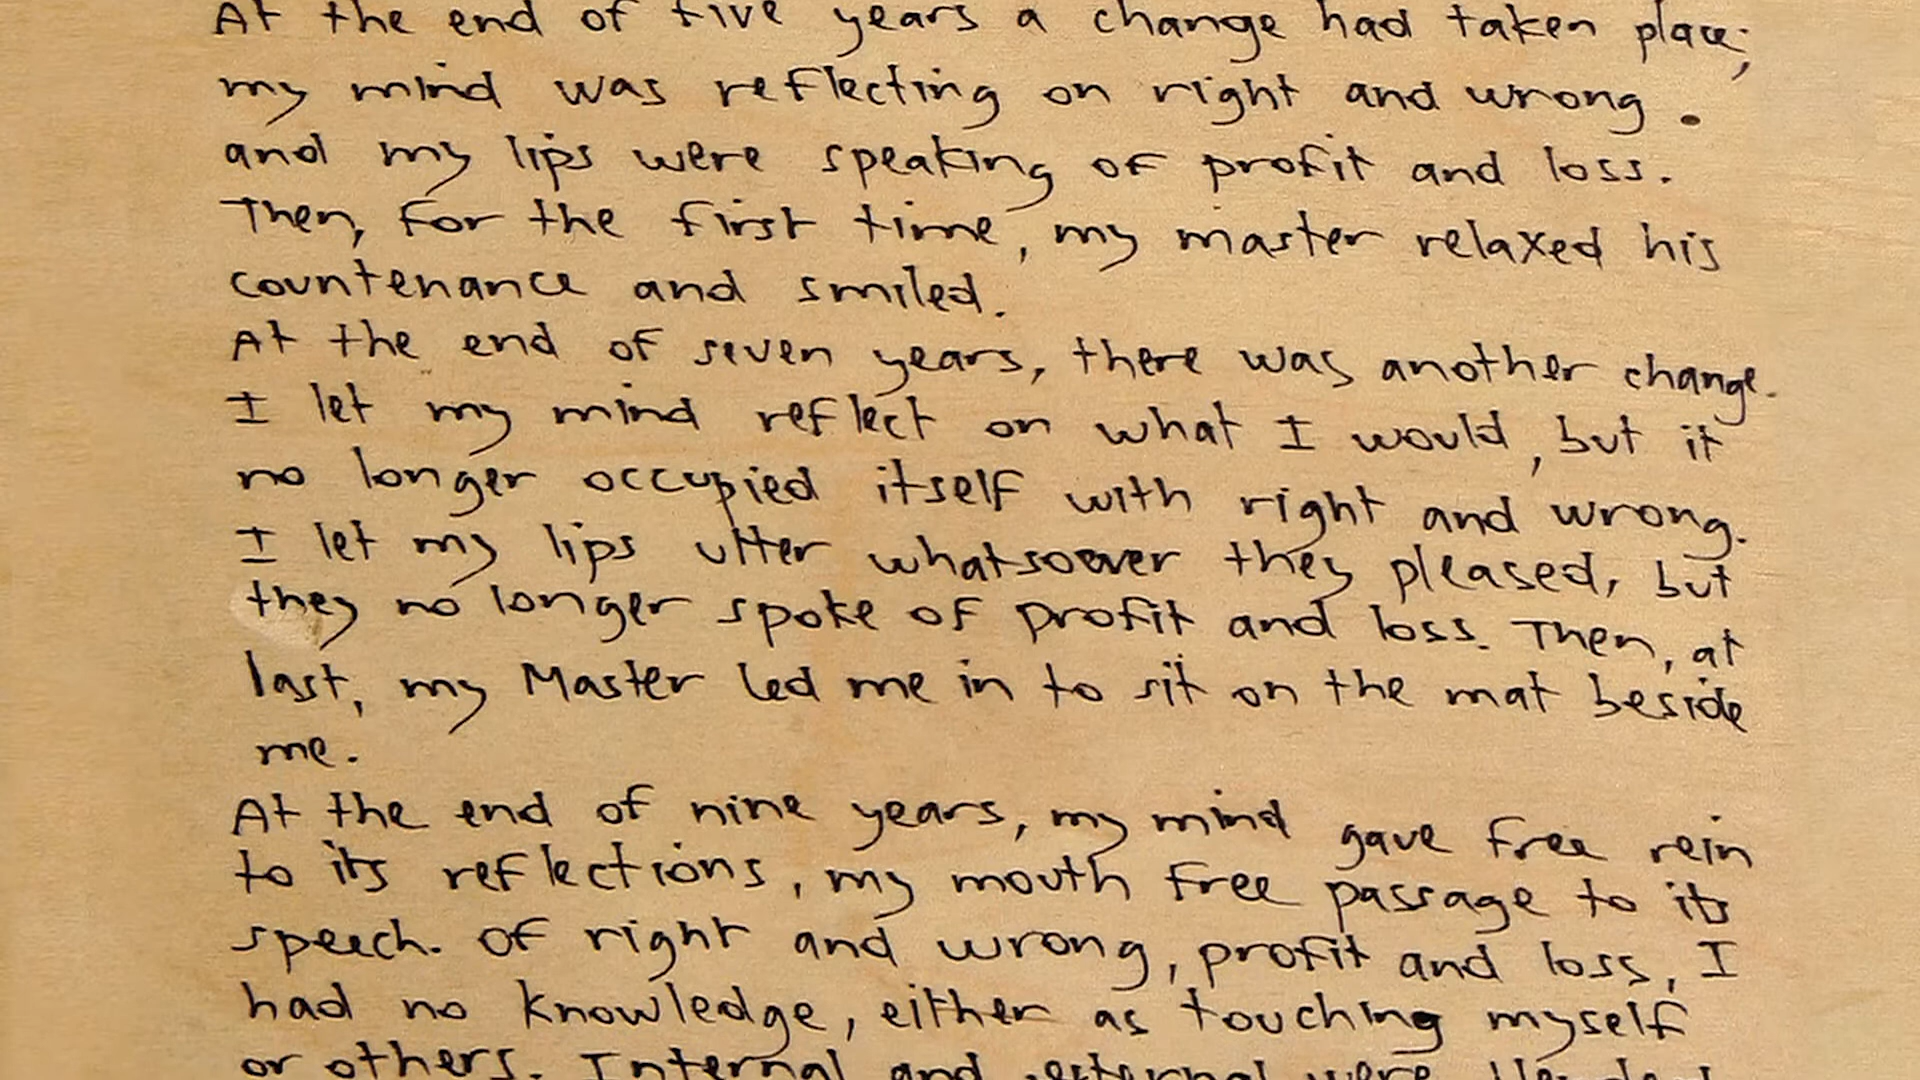 At the end of five years a change had taken place;
my mind was reflecting on right and wrong.
and my lips were speaking of profit and loss.
Then, for the first time, my master relaxed his
countenance and smiled.
At the end of seven years, there was another change.
I let my mind reflect on what I would, but it
no longer occupied itself with right and wrong.
I let my lips utter whatsoever they pleased, but
they no longer spoke of profit and loss. Then, at
last, my Master led me in to sit on the mat beside
me.
At the end of nine years, my mind gave free rein
to its reflections, my mouth free passage to its
speech. Of right and wrong, profit and loss, I
had no knowledge, either as touching myself
or others. Internal and external were